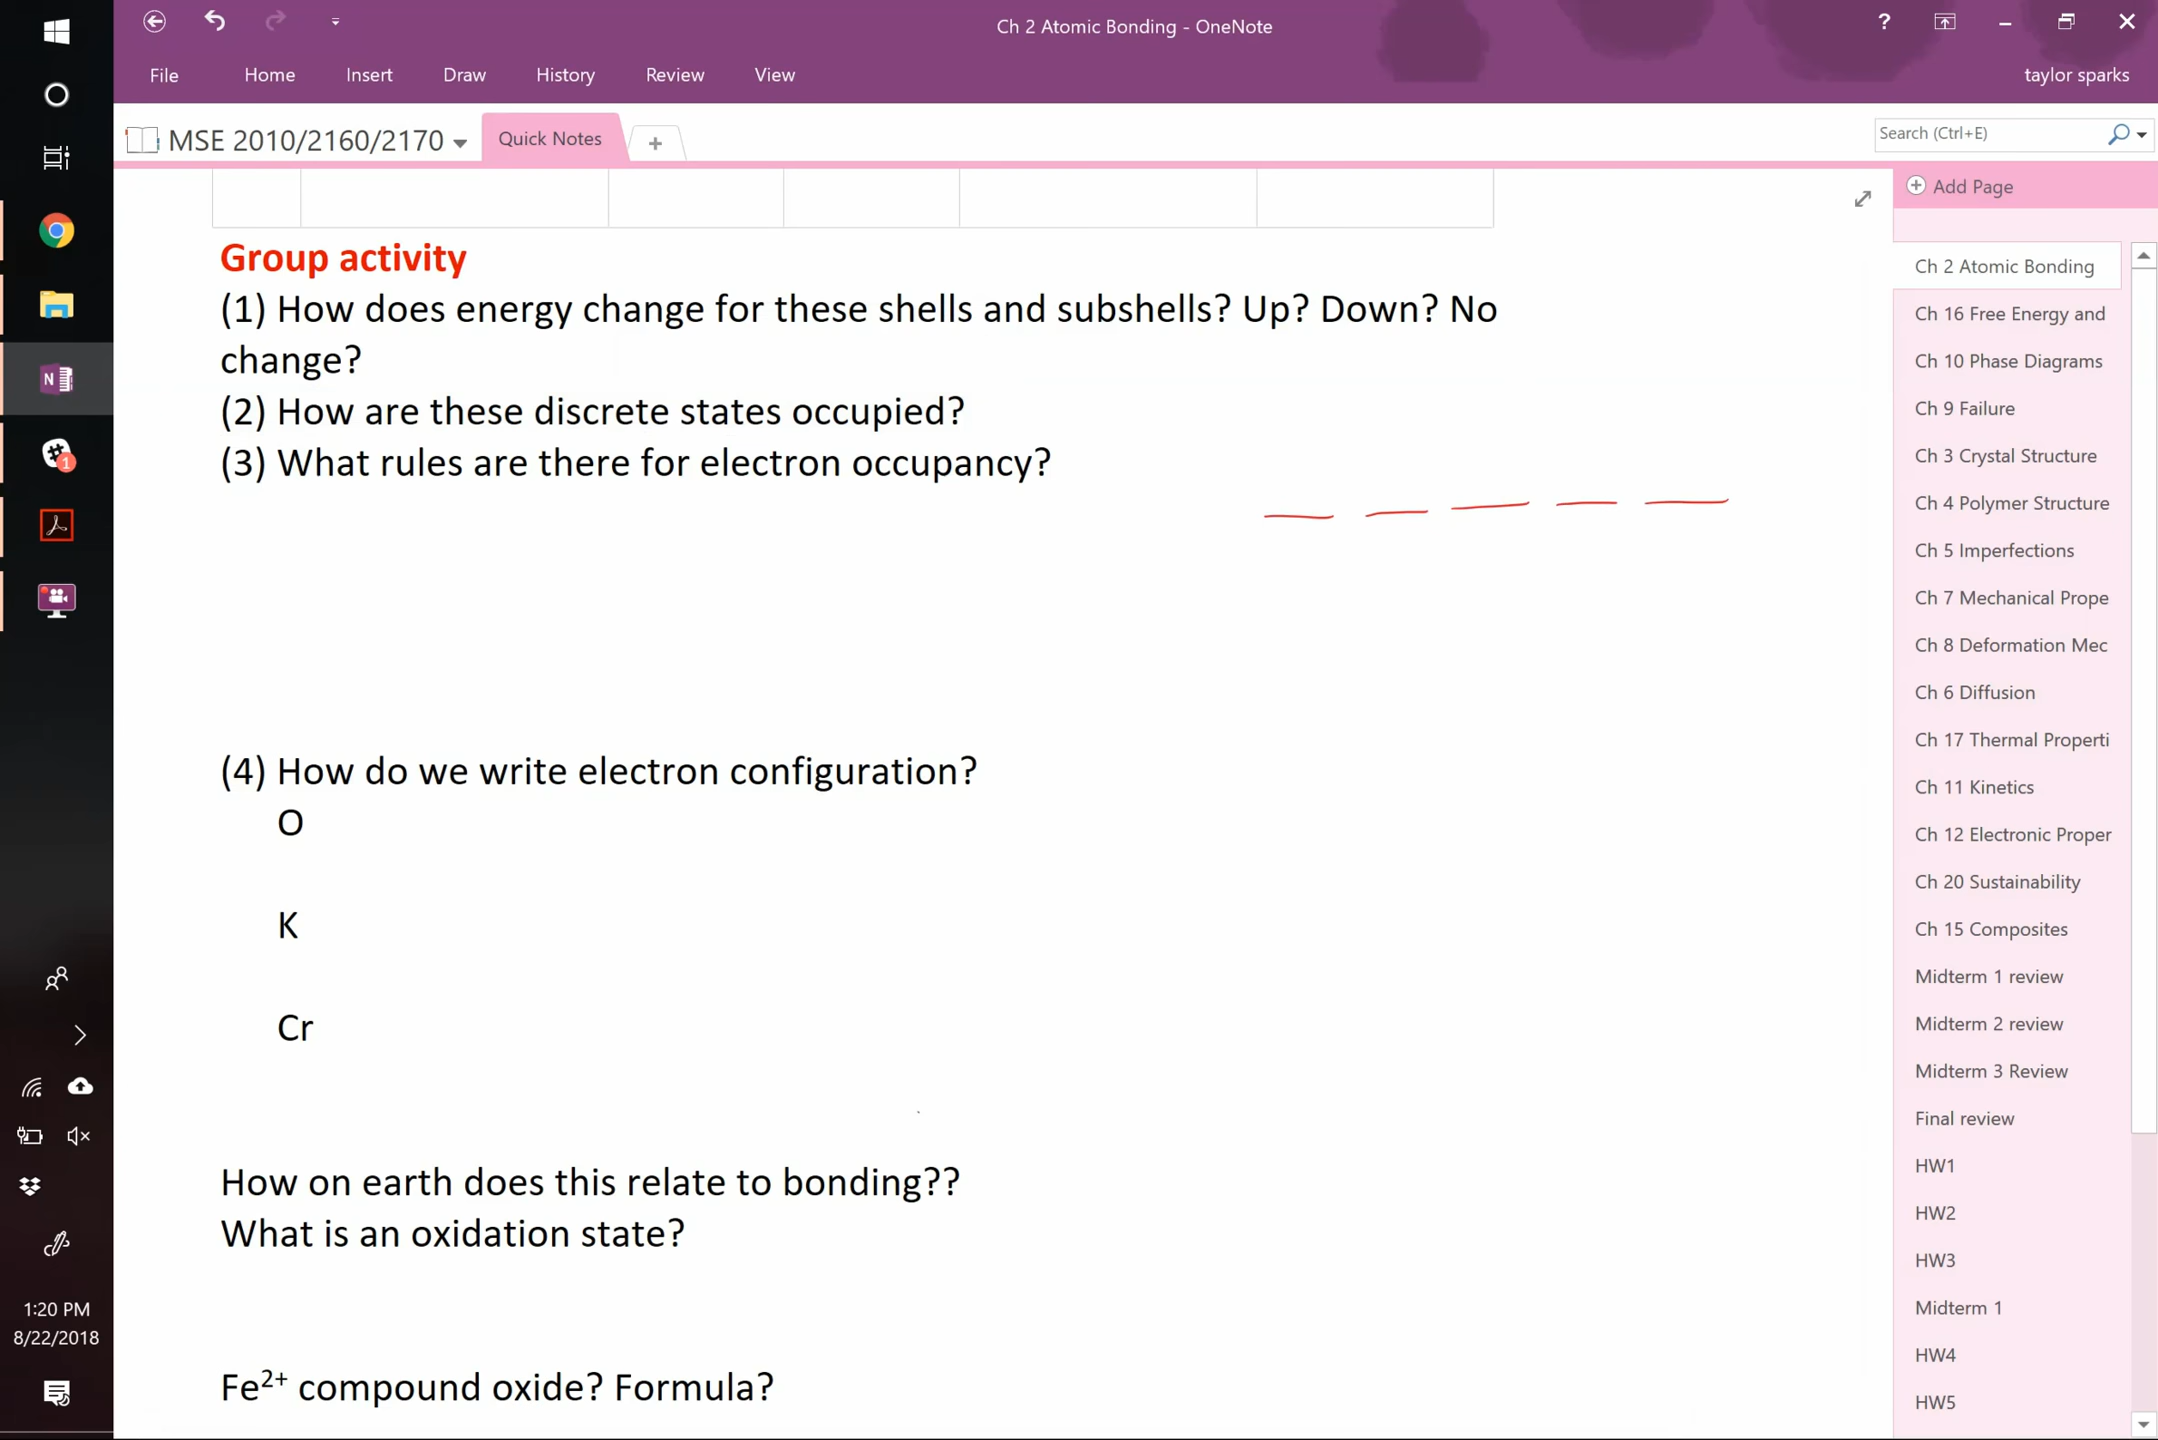 Ch 2 Atomic Bonding - OneNote
?
File Home Insert Draw History Review View
taylor sparks
MSE 2010/2160/2170
Quick Notes
+
Search (Ctrl+E)
Add Page
Group activity
(1) How does energy change for these shells and subshells? Up? Down? No
change?
(2) How are these discrete states occupied?
(3) What rules are there for electron occupancy?
(4) How do we write electron configuration?
O
K
Cr
How on earth does this relate to bonding??
What is an oxidation state?
Fe²⁺ compound oxide? Formula?
Ch 2 Atomic Bonding
Ch 16 Free Energy and
Ch 10 Phase Diagrams
Ch 9 Failure
Ch 3 Crystal Structure
Ch 4 Polymer Structure
Ch 5 Imperfections
Ch 7 Mechanical Prope
Ch 8 Deformation Mec
Ch 6 Diffusion
Ch 17 Thermal Properti
Ch 11 Kinetics
Ch 12 Electronic Proper
Ch 20 Sustainability
Ch 15 Composites
Midterm 1 review
Midterm 2 review
Midterm 3 Review
Final review
HW1
HW2
HW3
Midterm 1
HW4
HW5
N
1
1:20 PM
8/22/2018